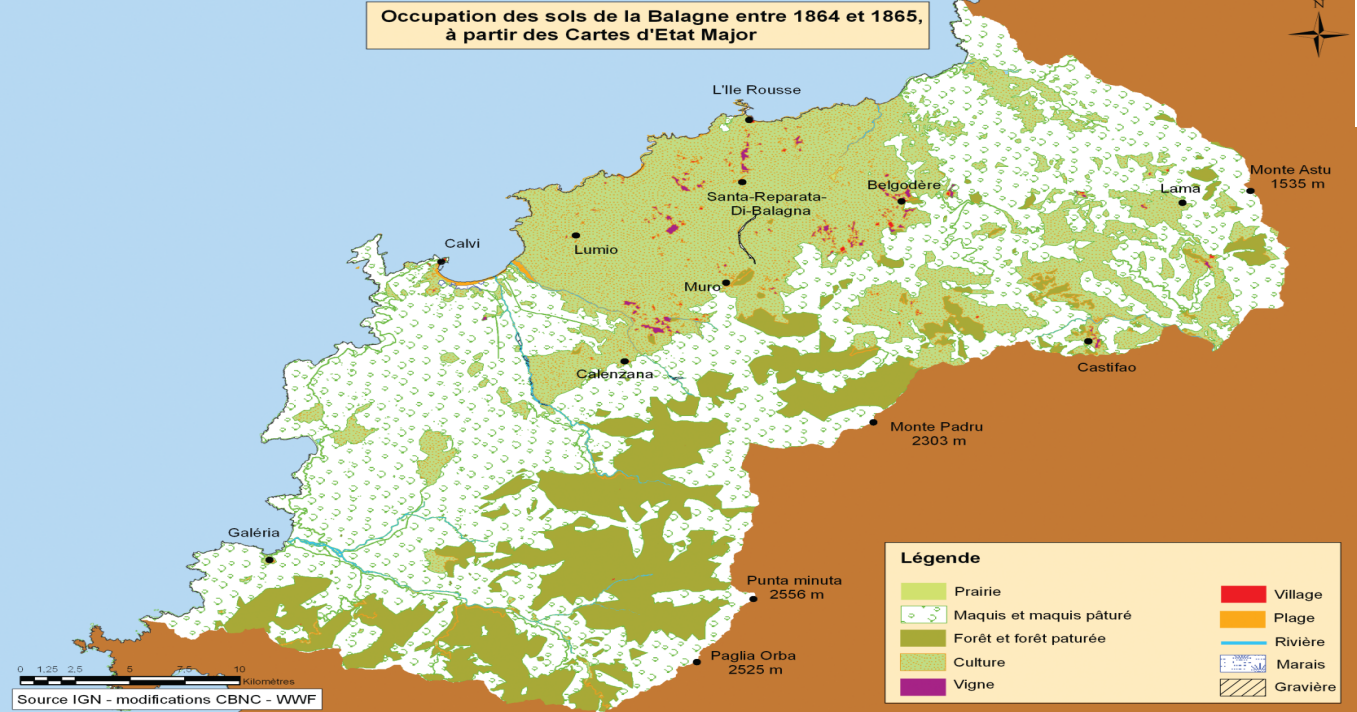 Occupation des sols de la Balagne entre 1864 et 1865,
à partir des Cartes d'Etat Major
N
L'Ile Rousse
Monte Astu
1535 m
Belgodère
Lama
Santa-Reparata-
Di-Balagna
Calvi
Lumio
Muro
Calenzana
Castifao
Monte Padru
2303 m
Galéria
Punta minuta
2556 m
Paglia Orba
2525 m
Légende
Prairie
Maquis et maquis pâturé
Forêt et forêt paturée
Culture
Vigne
Village
Plage
Rivière
Marais
Gravière
0 1,25 2,5 5 7,5 10
Kilomètres
Source IGN - modifications CBNC - WWF